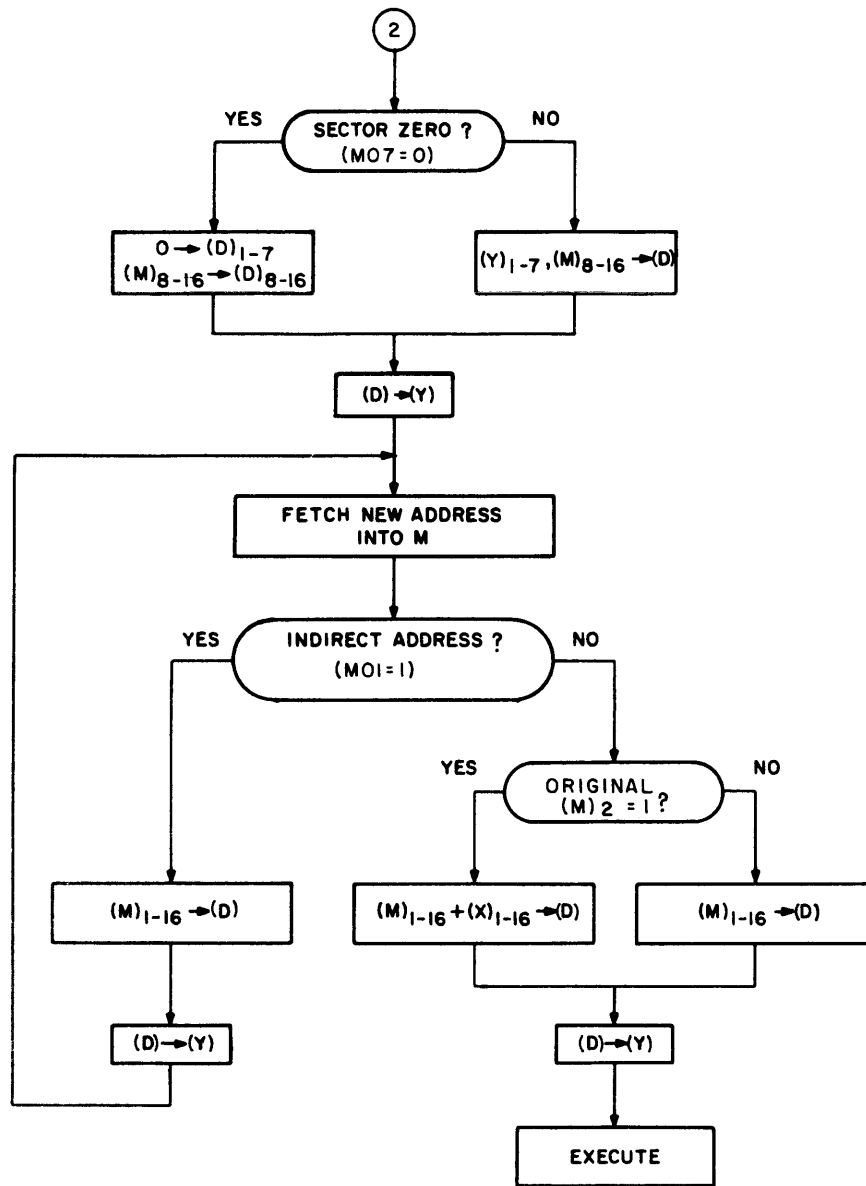 2
YES
SECTOR ZERO ?
(M07=0)
NO
0→(D)1-7
(M)8-16→(D)8-16
(Y)1-7,(M)8-16→(D)
(D)→(Y)
FETCH NEW ADDRESS
INTO M
YES
INDIRECT ADDRESS ?
(M01=1)
NO
YES
ORIGINAL
(M)2 =1?
NO
(M)1-16→(D)
(M)1-16+(X)1-16→(D)
(M)1-16→(D)
(D)→(Y)
(D)→(Y)
EXECUTE